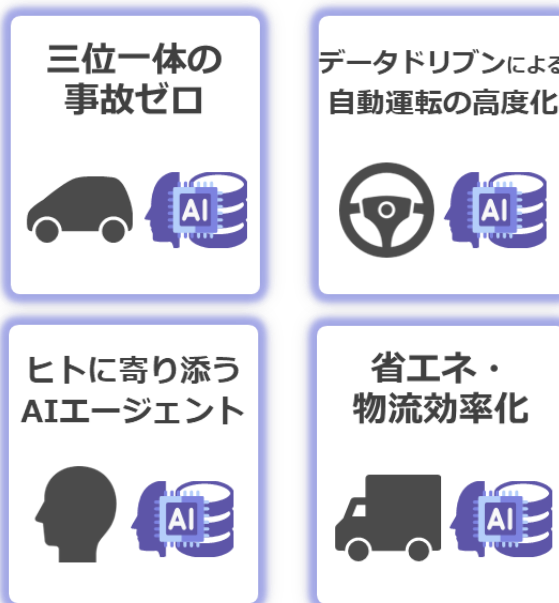 三位一体の
事故ゼロ
AI
データドリブンによる
自動運転の高度化
AI
ヒトに寄り添う
AIエージェント
AI
省エネ・
物流効率化
AI